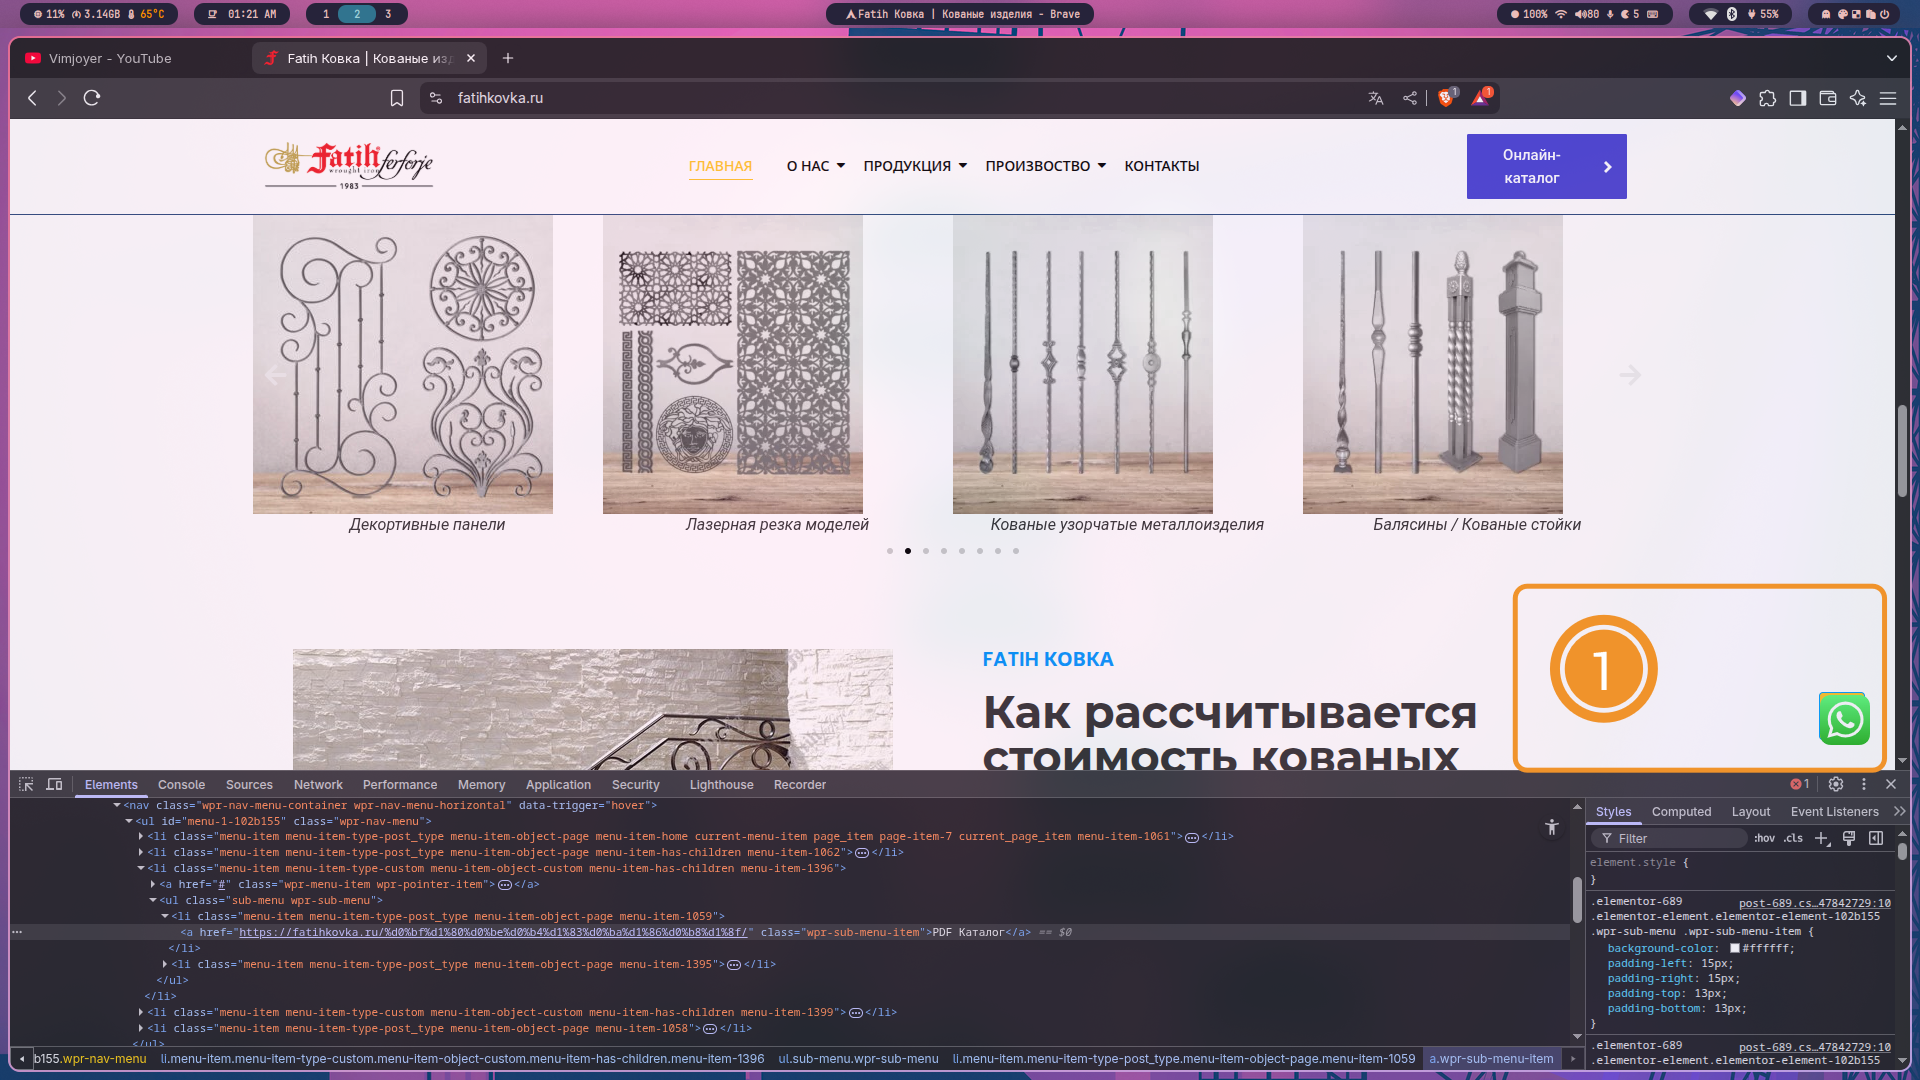 11% 3.14GB 65°C
01:21 AM
1 2 3
Fatih Ковка | Кованые изделия - Brave
100% 80 5
55%
Vimjoyer - YouTube
Fatih Ковка | Кованые изд
fatihkovka.ru
1
1
Fatih ferforje
wrought iron
1983
ГЛАВНАЯ
О НАС
ПРОДУКЦИЯ
ПРОИЗВОСТВО
КОНТАКТЫ
Онлайн-
каталог
Декортивные панели
Лазерная резка моделей
Кованые узорчатые металлоизделия
Балясины / Кованые стойки
FATIH KOBKA
Как рассчитывается
стоимость кованых
1
Elements Console Sources Network Performance Memory Application Security Lighthouse Recorder
1
<nav class="wpr-nav-menu-container wpr-nav-menu-horizontal" data-trigger="hover">
<ul id="menu-1-102b155" class="wpr-nav-menu">
<li class="menu-item menu-item-type-post_type menu-item-object-page menu-item-home current-menu-item page_item page-item-7 current_page_item menu-item-1061">…</li>
<li class="menu-item menu-item-type-post_type menu-item-object-page menu-item-has-children menu-item-1062">…</li>
<li class="menu-item menu-item-type-custom menu-item-object-custom menu-item-has-children menu-item-1396">
<a href="#" class="wpr-menu-item wpr-pointer-item">…</a>
<ul class="sub-menu wpr-sub-menu">
<li class="menu-item menu-item-type-post_type menu-item-object-page menu-item-1059">
<a href="https://fatihkovka.ru/%d0%bf%d1%80%d0%be%d0%b4%d1%83%d0%ba%d1%86%d0%b8%d1%8f/" class="wpr-sub-menu-item">PDF Каталог</a> == $0
</li>
<li class="menu-item menu-item-type-post_type menu-item-object-page menu-item-1395">…</li>
</ul>
</li>
<li class="menu-item menu-item-type-custom menu-item-object-custom menu-item-has-children menu-item-1399">…</li>
<li class="menu-item menu-item-type-post_type menu-item-object-page menu-item-1058">…</li>
</ul>
b155.wpr-nav-menu li.menu-item.menu-item-type-custom.menu-item-object-custom.menu-item-has-children.menu-item-1396 ul.sub-menu.wpr-sub-menu li.menu-item.menu-item-type-post_type.menu-item-object-page.menu-item-1059 a.wpr-sub-menu-item
Styles Computed Layout Event Listeners
Filter :hov .cls
element.style {
}
.elementor-689 post-689.cs…47842729:10
.elementor-element.elementor-element-102b155
.wpr-sub-menu .wpr-sub-menu-item {
background-color: #ffffff;
padding-left: 15px;
padding-right: 15px;
padding-top: 13px;
padding-bottom: 13px;
}
.elementor-689 post-689.cs…47842729:10
.elementor-element.elementor-element-102b155